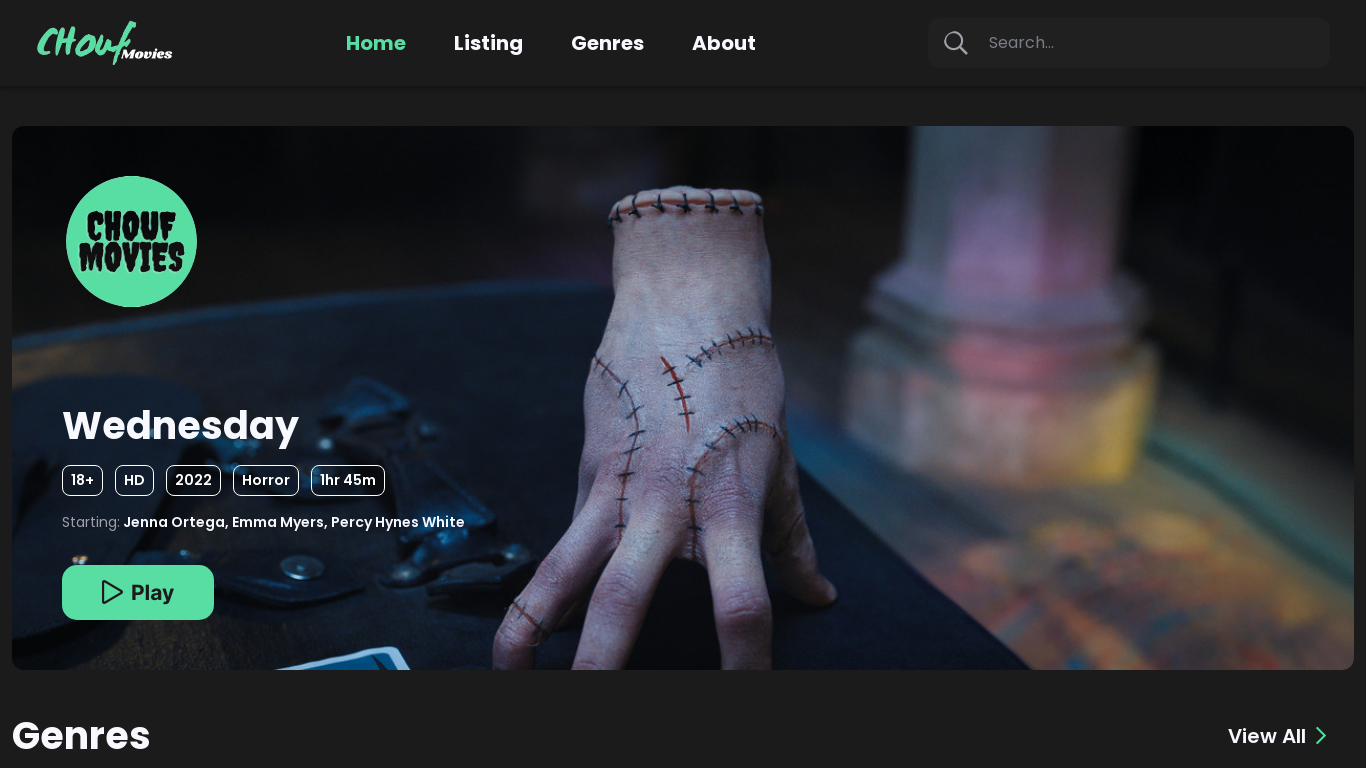 CHOUF Movies
Home
Listing
Genres
About
Search...
CHOUF
MOVIES
Wednesday
18+
HD
2022
Horror
1hr 45m
Starting: Jenna Ortega, Emma Myers, Percy Hynes White
Play
Genres
View All